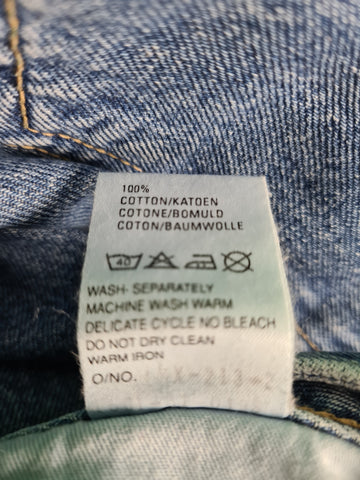 100%
COTTON/KATOEN
COTONE/BOMULD
COTON/BAUMWOLLE
40
WASH-SEPARATELY
MACHINE WASH WARM
DELICATE CYCLE NO BLEACH
DO NOT DRY CLEAN
WARM IRON
O/NO.